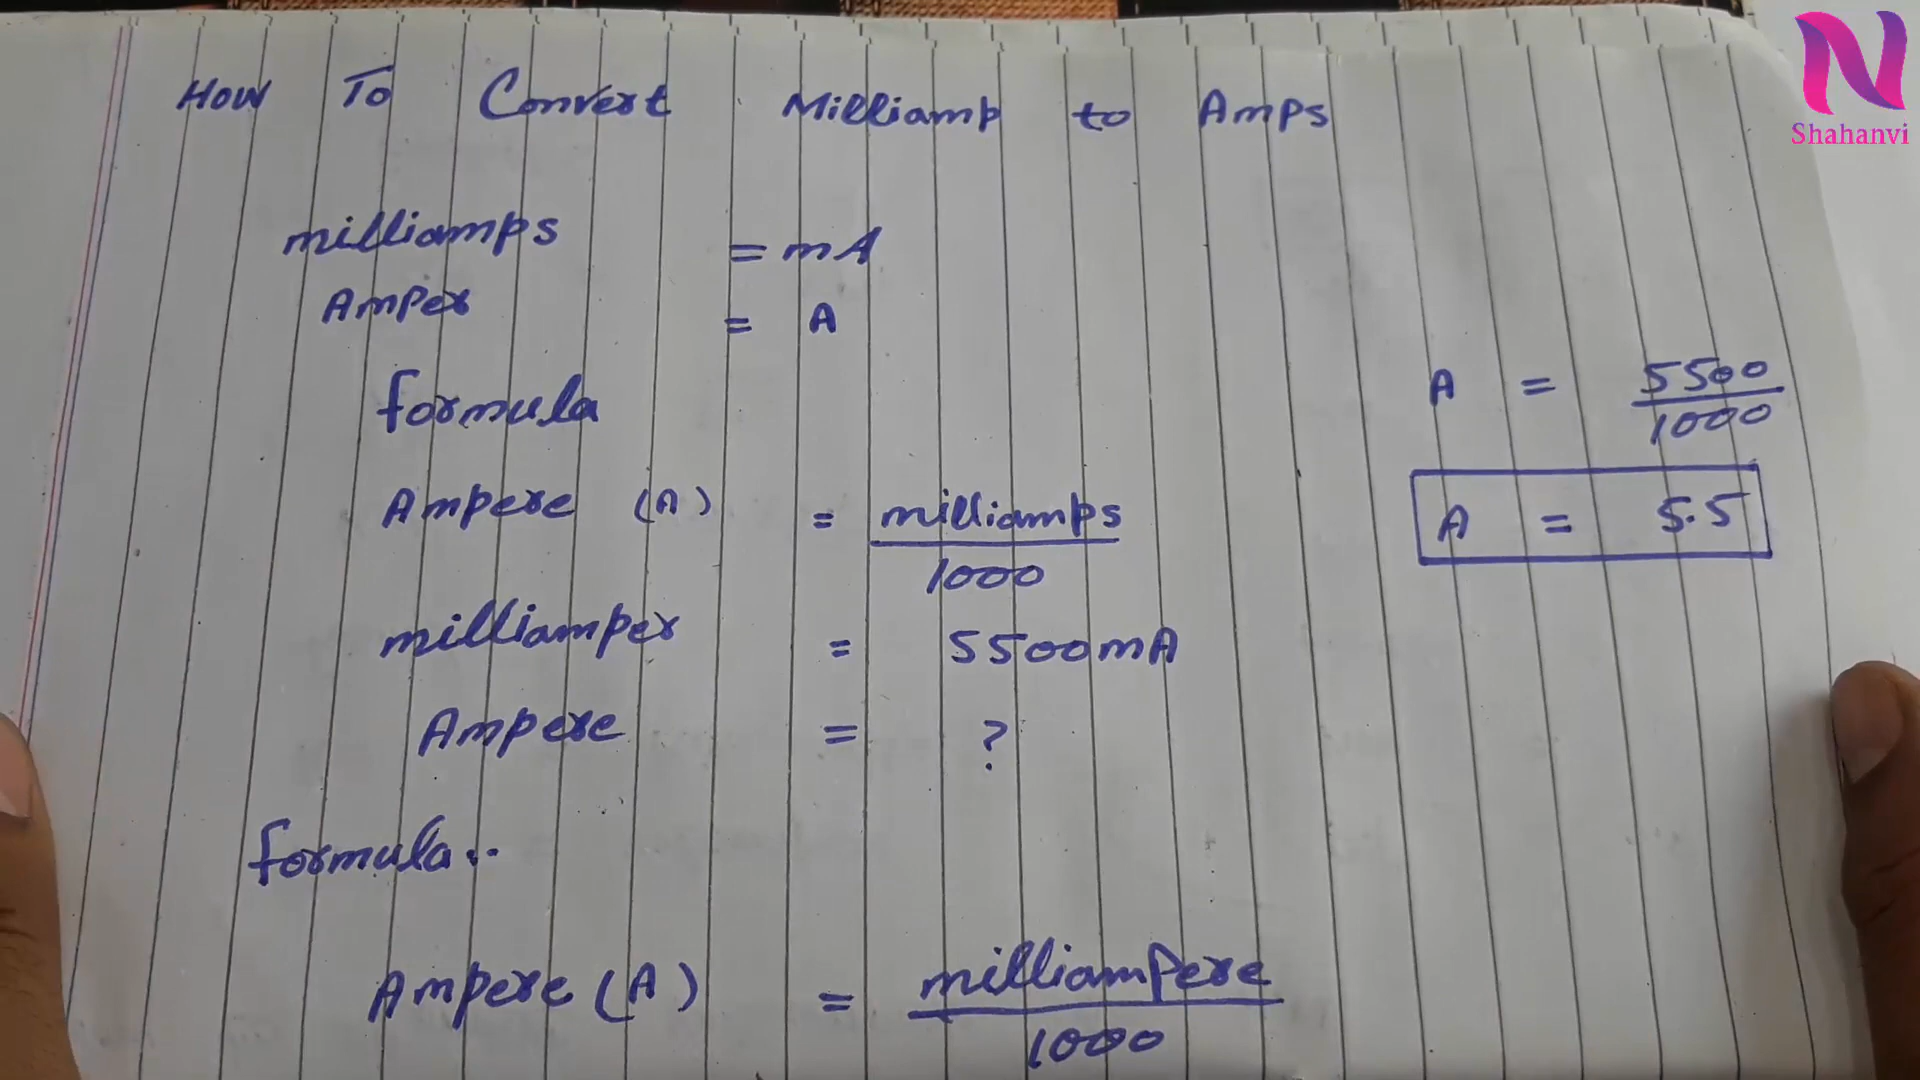 How To Convert Milliamp to Amps
milliamps = mA
Amper = A
formula
Ampere (A) = milliamps
1000
milliamper = 5500mA
Ampere = ?
formula..
Ampere (A) = milliampere
1000
A = 5500
1000
A = 5.5
N
Shahanvi